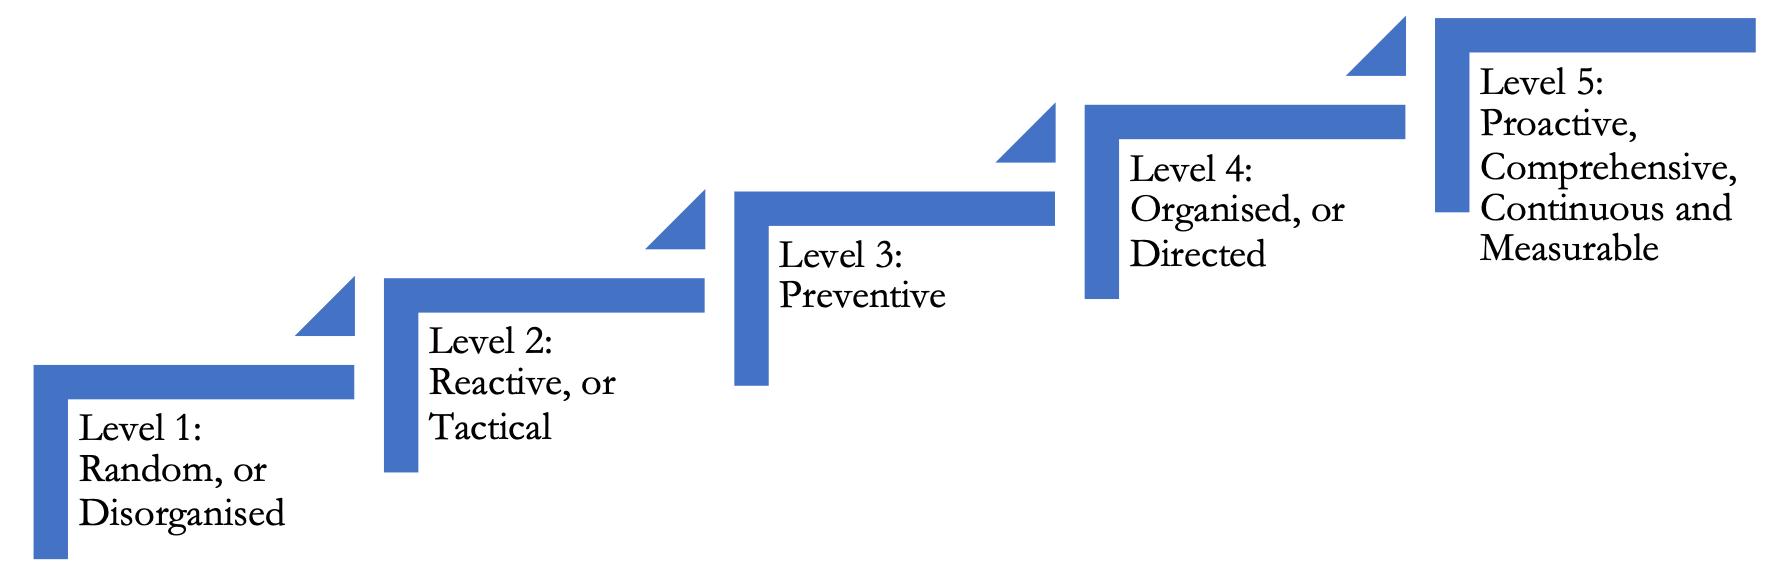 Level 1:
Random, or
Disorganised
Level 2:
Reactive, or
Tactical
Level 3:
Preventive
Level 4:
Organised, or
Directed
Level 5:
Proactive,
Comprehensive,
Continuous and
Measurable